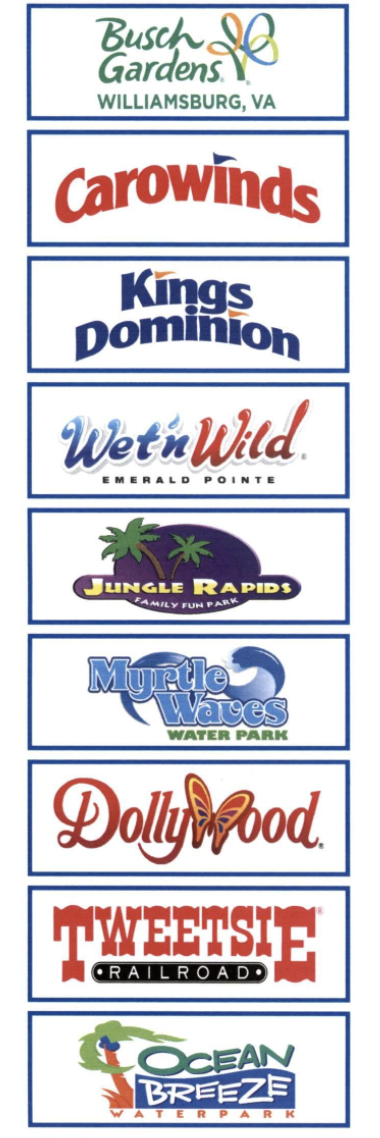 Busch
Gardens®
WILLIAMSBURG, VA
Carowinds
Kings
Dominion
Wet'n Wild®
EMERALD POINTE
JUNGLE RAPIDS
FAMILY FUN PARK
Myrtle
Waves
WATER PARK
Dollywood®
TWEETSIE®
•RAILROAD•
OCEAN
BREEZE
WATERPARK